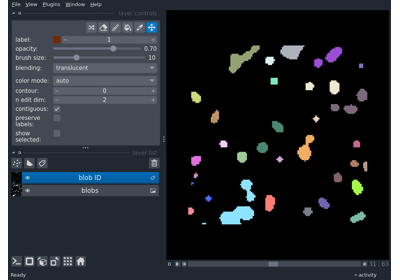 File View Plugins Window Help
layer controls
label: 1
opacity: 0.70
brush size: 10
blending: translucent
color mode: auto
contour: 0
n edit dim: 2
contiguous:
preserve
labels:
show
selected:
layer list
blob ID
blobs
31 63
Ready
activity